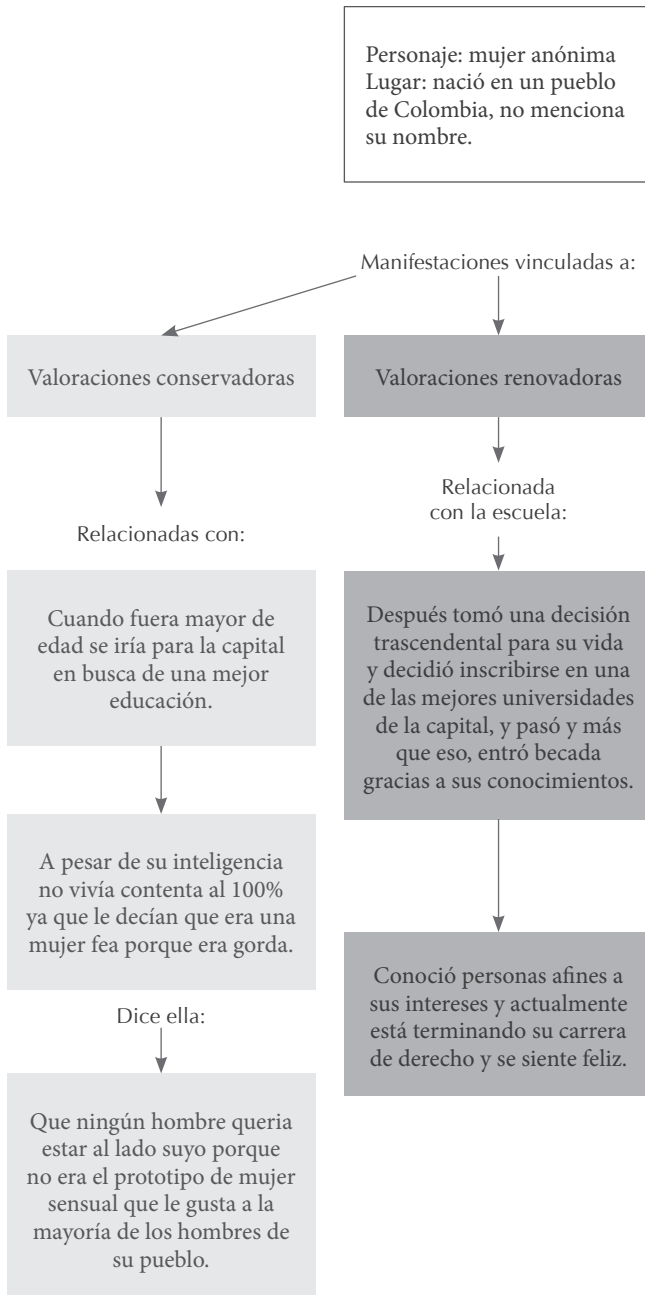 Personaje: mujer anónima
Lugar: nació en un pueblo
de Colombia, no menciona
su nombre.
Manifestaciones vinculadas a:
Valoraciones conservadoras
Relacionadas con:
Cuando fuera mayor de
edad se iría para la capital
en busca de una mejor
educación.
A pesar de su inteligencia
no vivía contenta al 100%
ya que le decían que era una
mujer fea porque era gorda.
Dice ella:
Que ningún hombre queria
estar al lado suyo porque
no era el prototipo de mujer
sensual que le gusta a la
mayoría de los hombres de
su pueblo.
Valoraciones renovadoras
Relacionada
con la escuela:
Después tomó una decisión
trascendental para su vida
y decidió inscribirse en una
de las mejores universidades
de la capital, y pasó y más
que eso, entró becada
gracias a sus conocimientos.
Conoció personas afines a
sus intereses y actualmente
está terminando su carrera
de derecho y se siente feliz.